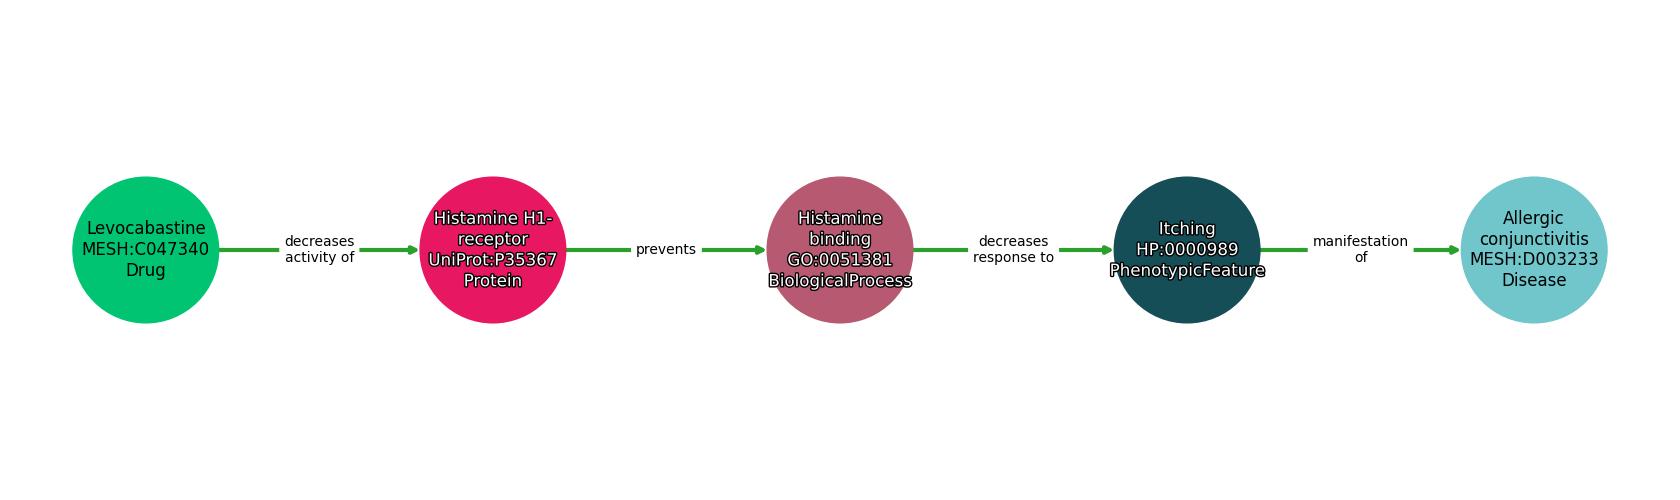 Levocabastine
MESH:C047340
Drug
decreases
activity of
Histamine H1-
receptor
UniProt:P35367
Protein
prevents
Histamine
binding
GO:0051381
BiologicalProcess
decreases
response to
Itching
HP:0000989
PhenotypicFeature
manifestation
of
Allergic
conjunctivitis
MESH:D003233
Disease